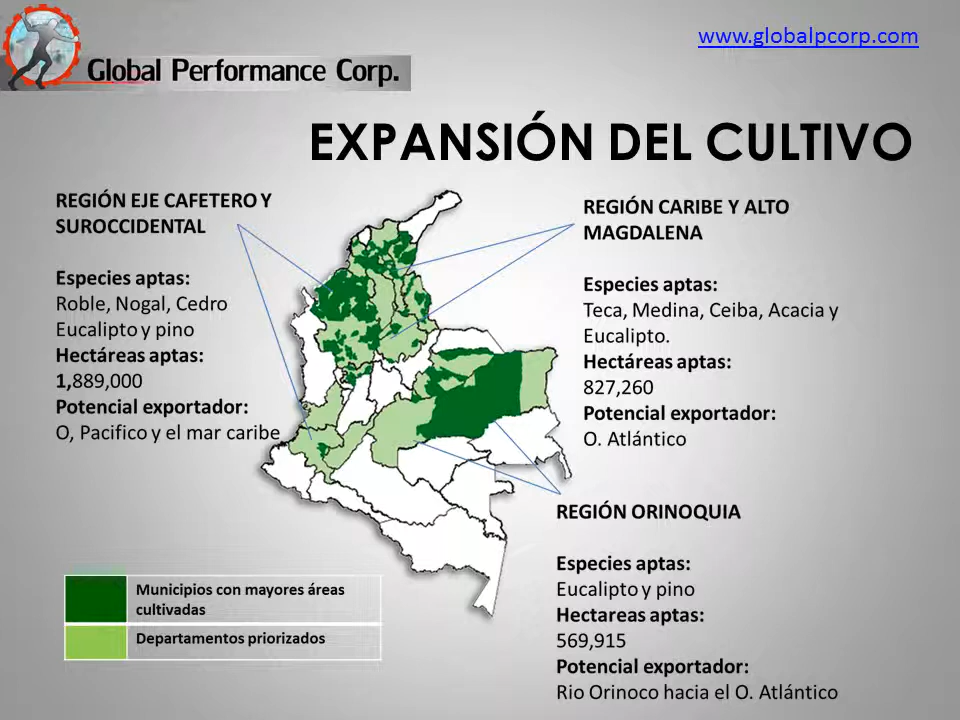 www.globalpcorp.com
Global Performance Corp.
EXPANSIÓN DEL CULTIVO
REGIÓN EJE CAFETERO Y
SUROCCIDENTAL
Especies aptas:
Roble, Nogal, Cedro
Eucalipto y pino
Hectáreas aptas:
1,889,000
Potencial exportador:
O, Pacifico y el mar caribe
REGIÓN CARIBE Y ALTO
MAGDALENA
Especies aptas:
Teca, Medina, Ceiba, Acacia y
Eucalipto.
Hectáreas aptas:
827,260
Potencial exportador:
O. Atlántico
REGIÓN ORINOQUIA
Especies aptas:
Eucalipto y pino
Hectareas aptas:
569,915
Potencial exportador:
Rio Orinoco hacia el O. Atlántico
Municipios con mayores áreas
cultivadas
Departamentos priorizados